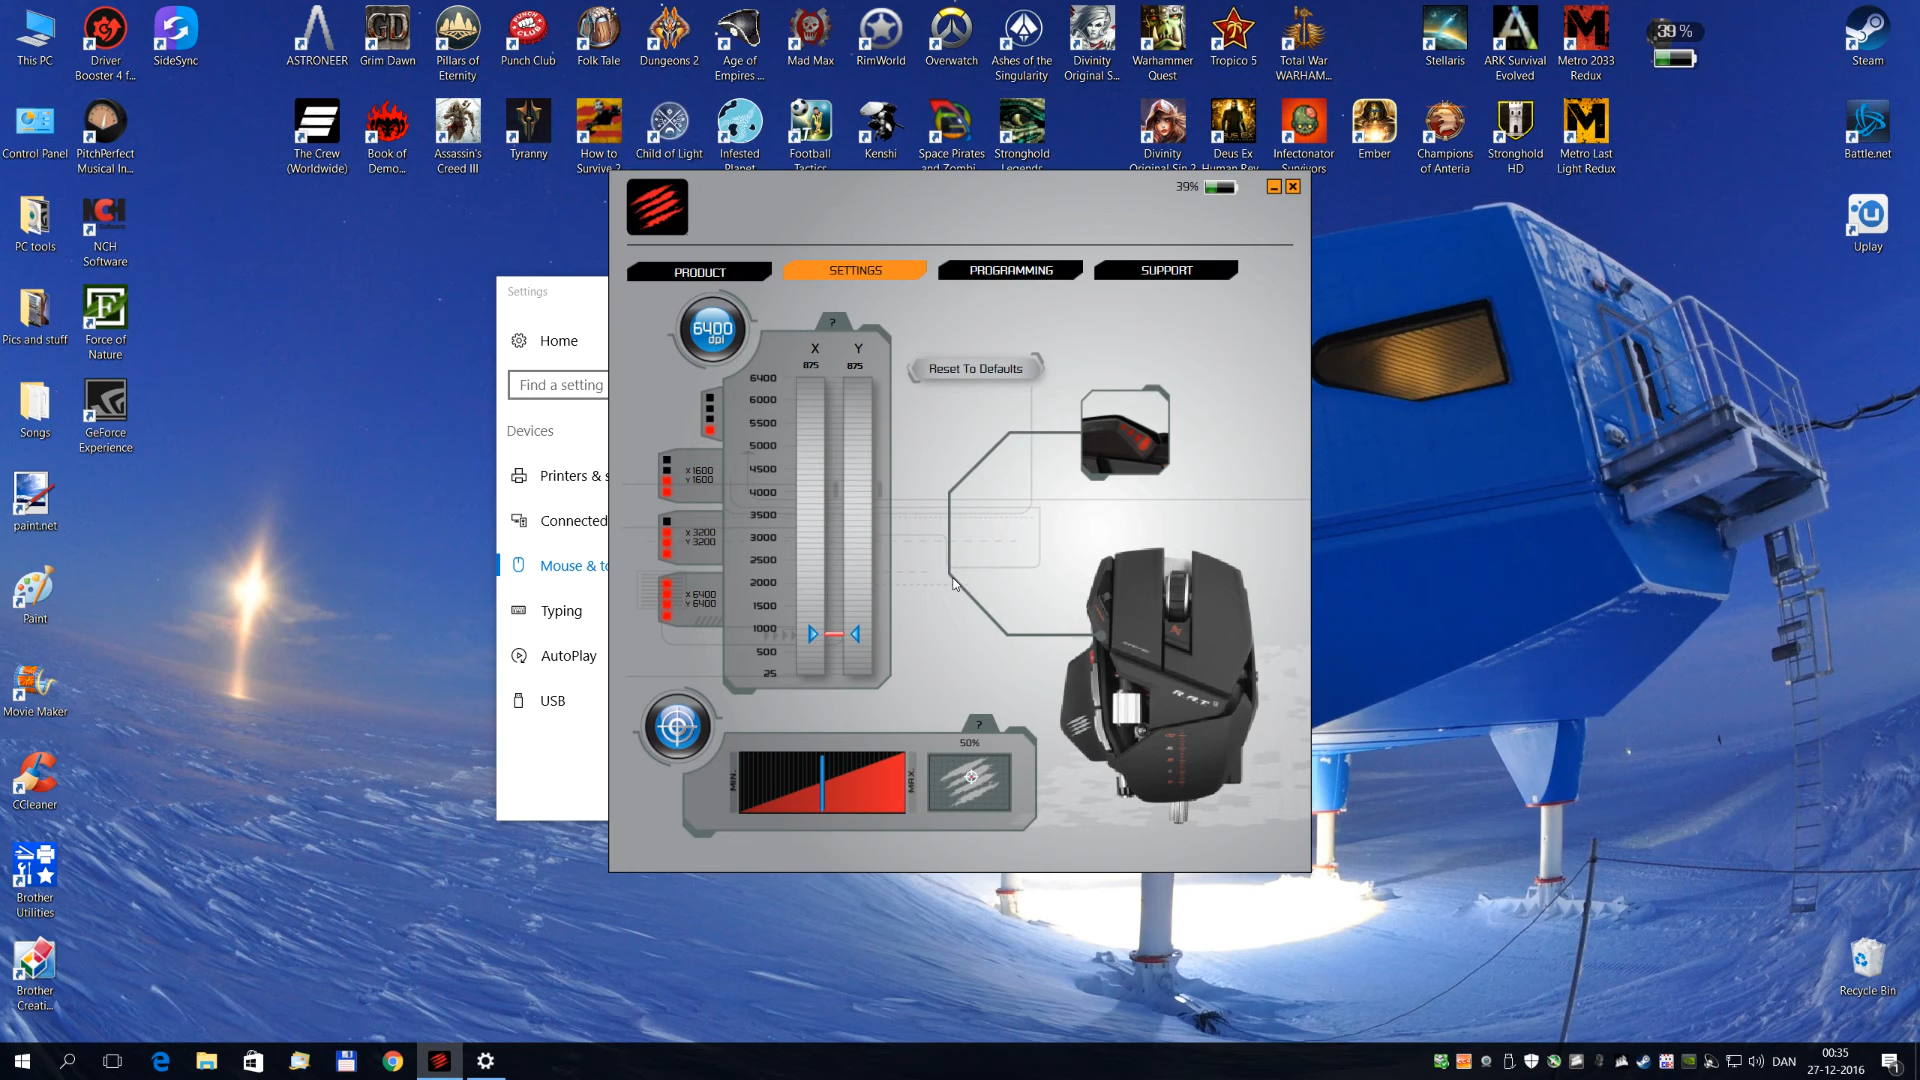 This PC
Driver
Booster 4 f...
SideSync
ASTRONEER
Grim Dawn
Pillars of
Eternity
Punch Club
Folk Tale
Dungeons 2
Age of
Empires ...
Mad Max
RimWorld
Overwatch
Ashes of the
Singularity
Divinity
Original S...
Warhammer
Quest
Tropico 5
Total War
WARHAM...
Stellaris
ARK Survival
Evolved
Metro 2033
Redux
39 %
Steam
Control Panel
PitchPerfect
Musical In...
The Crew
(Worldwide)
Book of
Demo...
Assassin's
Creed III
Tyranny
How to
Survive 2
Child of Light
Infested
Planet
Football
Tactics
Kenshi
Space Pirates
and Zombi...
Stronghold
Legends
Divinity
Original Sin 2
Deus Ex
Human Rev...
Infectonator
Survivors
Ember
Champions
of Anteria
Stronghold
HD
Metro Last
Light Redux
Battle.net
PC tools
NCH
Software
Uplay
Pics and stuff
Force of
Nature
Songs
GeForce
Experience
paint.net
Paint
Movie Maker
CCleaner
Brother
Utilities
Brother
Creati...
Recycle Bin
Settings
Home
Find a setting
Devices
Printers & s
Connected
Mouse & to
Typing
AutoPlay
USB
39%
PRODUCT
SETTINGS
PROGRAMMING
SUPPORT
6400
dpi
?
X
Y
875
875
Reset To Defaults
6400
6000
5500
5000
4500
4000
3500
3000
2500
2000
1500
1000
500
25
X 1600
Y 1600
X 3200
Y 3200
X 6400
Y 6400
?
50%
MIN.
MAX.
R.A.T 9
DAN
00:35
27-12-2016
1